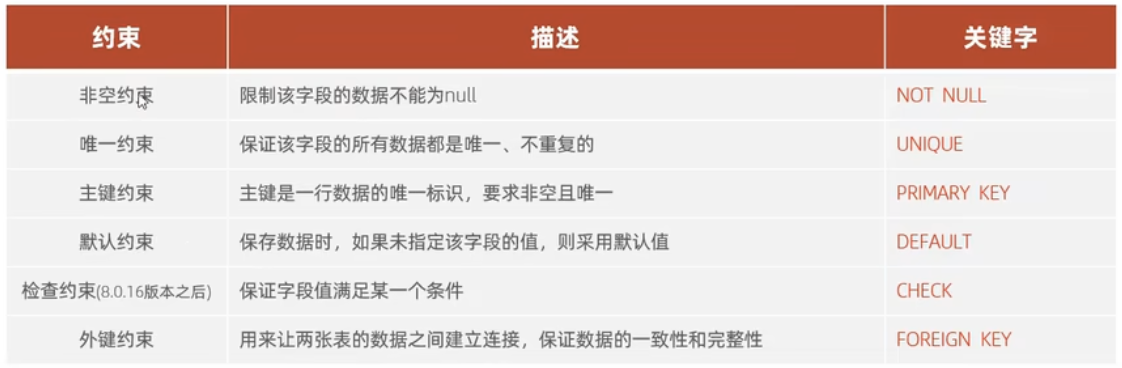 约束 描述 关键字
非空约束 限制该字段的数据不能为null NOT NULL
唯一约束 保证该字段的所有数据都是唯一、不重复的 UNIQUE
主键约束 主键是一行数据的唯一标识，要求非空且唯一 PRIMARY KEY
默认约束 保存数据时，如果未指定该字段的值，则采用默认值 DEFAULT
检查约束(8.0.16版本之后) 保证字段值满足某一个条件 CHECK
外键约束 用来让两张表的数据之间建立连接，保证数据的一致性和完整性 FOREIGN KEY